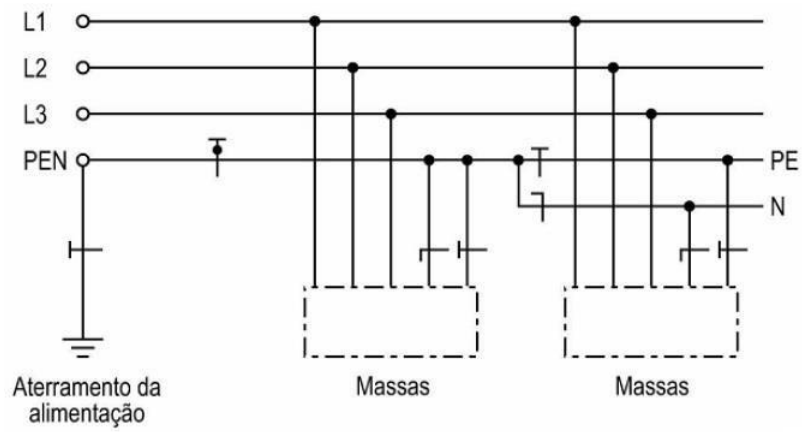 L1
L2
L3
PEN
PE
N
Aterramento da
alimentação
Massas
Massas